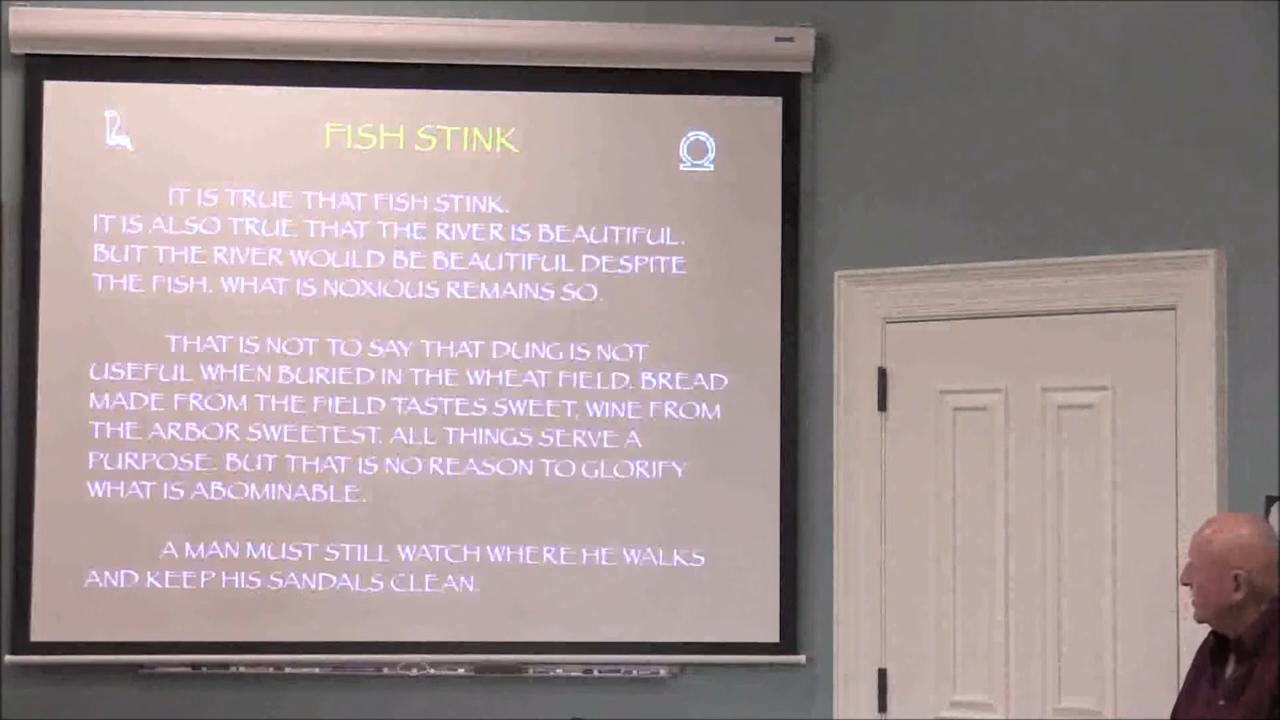 FISH STINK
IT IS TRUE THAT FISH STINK.
IT IS ALSO TRUE THAT THE RIVER IS BEAUTIFUL.
BUT THE RIVER WOULD BE BEAUTIFUL DESPITE
THE FISH. WHAT IS NOXIOUS REMAINS SO.
THAT IS NOT TO SAY THAT DUNG IS NOT
USEFUL WHEN BURIED IN THE WHEAT FIELD. BREAD
MADE FROM THE FIELD TASTES SWEET, WINE FROM
THE ARBOR SWEETEST. ALL THINGS SERVE A
PURPOSE. BUT THAT IS NO REASON TO GLORIFY
WHAT IS ABOMINABLE.
A MAN MUST STILL WATCH WHERE HE WALKS
AND KEEP HIS SANDALS CLEAN.